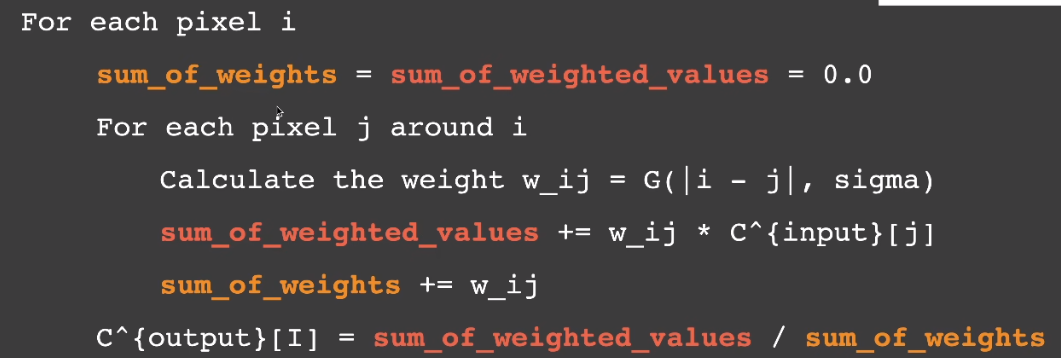 For each pixel i
sum_of_weights = sum_of_weighted_values = 0.0
For each pixel j around i
Calculate the weight w_ij = G(|i - j|, sigma)
sum_of_weighted_values += w_ij * C^{input}[j]
sum_of_weights += w_ij
C^{output}[I] = sum_of_weighted_values / sum_of_weights